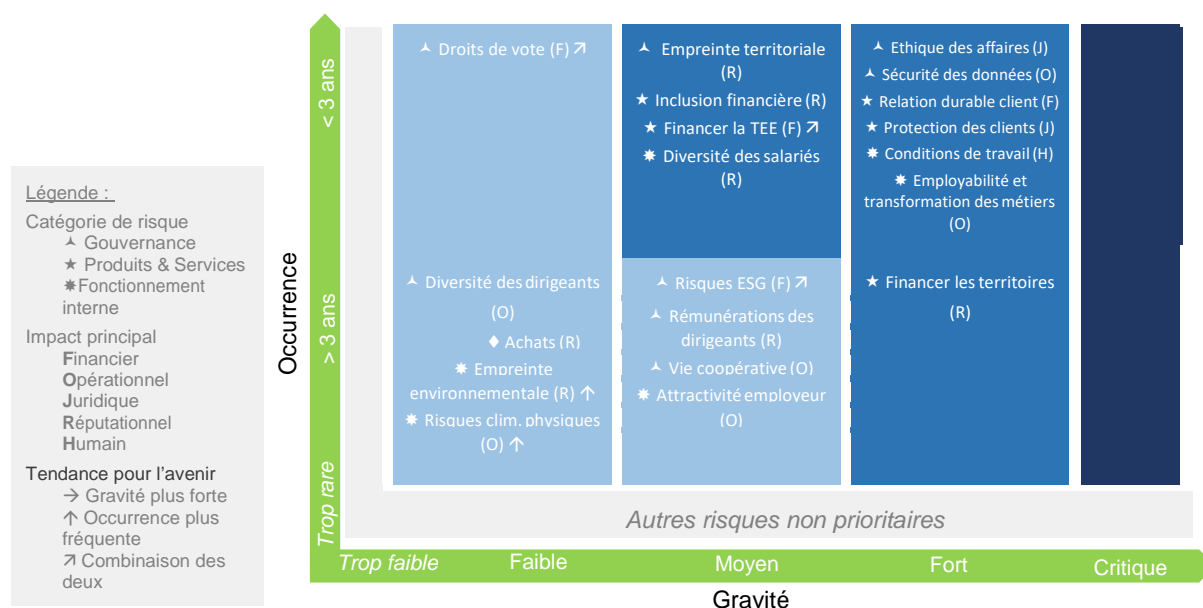 Légende :
Catégorie de risque
Gouvernance
★ Produits & Services
✸Fonctionnement
interne
Impact principal
Financier
Opérationnel
Juridique
Réputationnel
Humain
Tendance pour l'avenir
→ Gravité plus forte
↑ Occurrence plus
fréquente
↗ Combinaison des
deux
Occurrence
< 3 ans
> 3 ans
Trop rare
Droits de vote (F) ↗
Empreinte territoriale
(R)
★ Inclusion financière (R)
★ Financer la TEE (F) ↗
✸ Diversité des salariés
(R)
Ethique des affaires (J)
Sécurité des données (O)
★ Relation durable client (F)
★ Protection des clients (J)
✸ Conditions de travail (H)
✸ Employabilité et
transformation des métiers
(O)
Diversité des dirigeants
(O)
♦ Achats (R)
✸ Empreinte
environnementale (R) ↑
✸ Risques clim. physiques
(O) ↑
Risques ESG (F) ↗
Rémunérations des
dirigeants (R)
Vie coopérative (O)
✸ Attractivité employeur
(O)
★ Financer les territoires
(R)
Autres risques non prioritaires
Trop faible
Faible
Moyen
Fort
Critique
Gravité